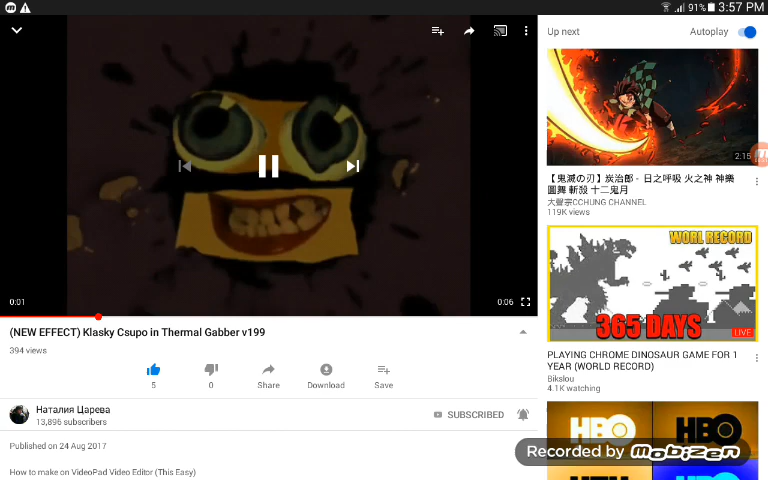 91% 3:57 PM
Up next
Autoplay
2:15
【鬼滅の刃】炭治郎 - 日之呼吸 火之神 神樂
圓舞 斬殺 十二鬼月
大聲宗CCHUNG CHANNEL
119K views
0:01
0:06
(NEW EFFECT) Klasky Csupo in Thermal Gabber v199
394 views
5
0
Share
Download
Save
Наталия Царева
13,896 subscribers
SUBSCRIBED
Published on 24 Aug 2017
How to make on VideoPad Video Editor (This Easy)
WORL RECORD
365 DAYS
LIVE
PLAYING CHROME DINOSAUR GAME FOR 1
YEAR (WORLD RECORD)
Bikslou
4.1K watching
HBO HBO
Recorded by mobizen